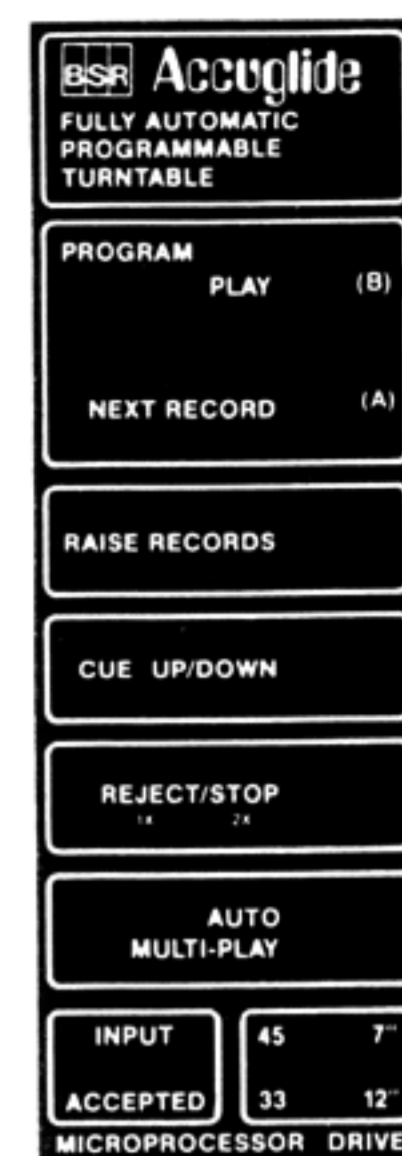 BSR Accuglide
FULLY AUTOMATIC
PROGRAMMABLE
TURNTABLE
PROGRAM
PLAY (B)
NEXT RECORD (A)
RAISE RECORDS
CUE UP/DOWN
REJECT/STOP
1X 2X
AUTO
MULTI-PLAY
INPUT 45 7"
ACCEPTED 33 12"
MICROPROCESSOR DRIVE